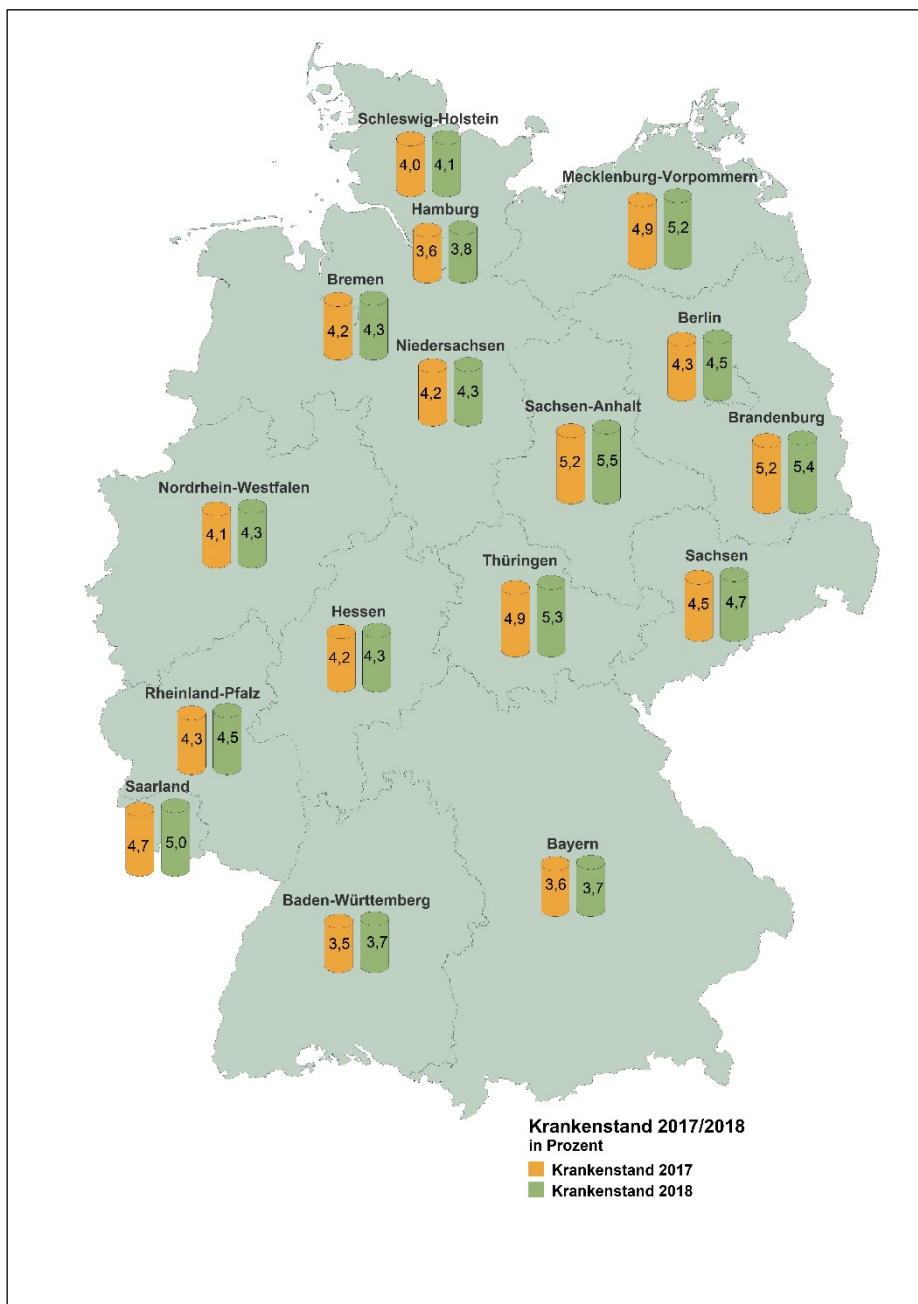 Schleswig-Holstein
4,0 4,1
Mecklenburg-Vorpommern
4,9 5,2
Hamburg
3,6 3,8
Bremen
4,2 4,3
Berlin
4,3 4,5
Niedersachsen
4,2 4,3
Sachsen-Anhalt
5,2 5,5
Brandenburg
5,2 5,4
Nordrhein-Westfalen
4,1 4,3
Thüringen
4,9 5,3
Sachsen
4,5 4,7
Hessen
4,2 4,3
Rheinland-Pfalz
4,3 4,5
Saarland
4,7 5,0
Bayern
3,6 3,7
Baden-Württemberg
3,5 3,7
Krankenstand 2017/2018
in Prozent
Krankenstand 2017
Krankenstand 2018